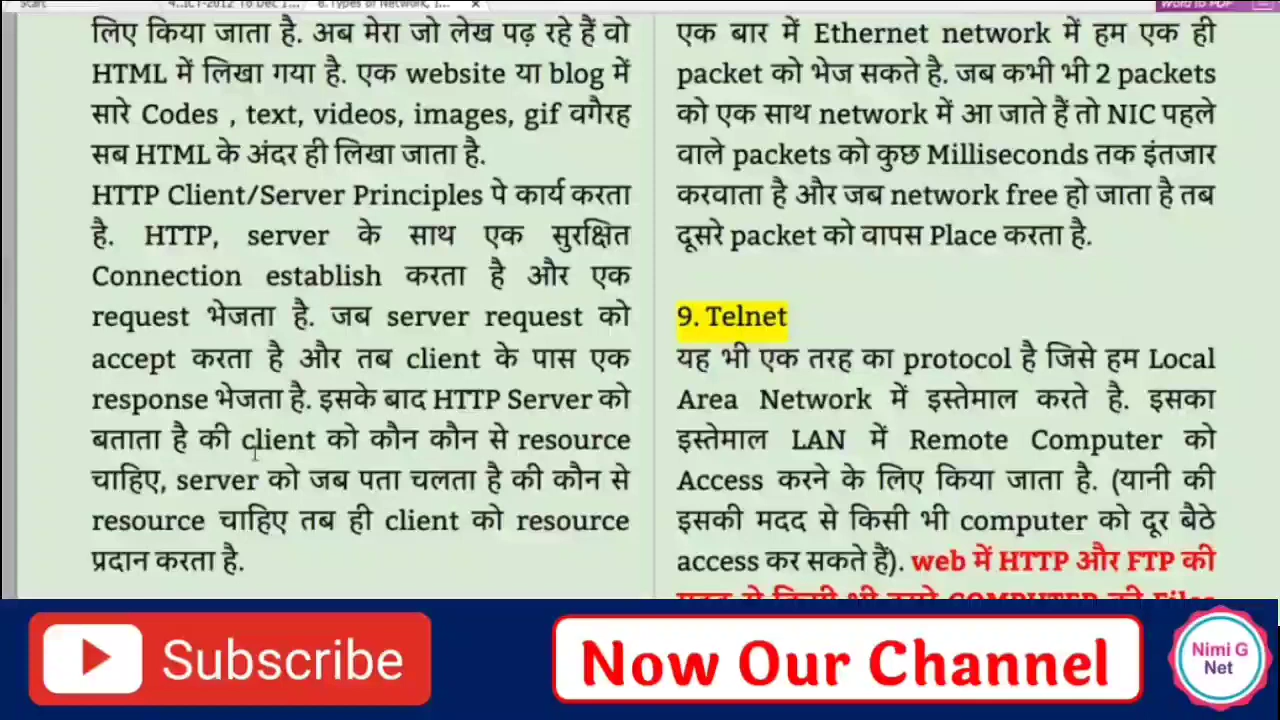 Start
लिए किया जाता है. अब मेरा जो लेख पढ़ रहे हैं वो
HTML में लिखा गया है. एक website या blog में
सारे Codes , text, videos, images, gif वगैरह
सब HTML के अंदर ही लिखा जाता है.
HTTP Client/Server Principles पे कार्य करता
है. HTTP, server के साथ एक सुरक्षित
Connection establish करता है और एक
request भेजता है. जब server request को
accept करता है और तब client के पास एक
response भेजता है. इसके बाद HTTP Server को
बताता है की client को कौन कौन से resource
चाहिए, server को जब पता चलता है की कौन से
resource चाहिए तब ही client को resource
प्रदान करता है.
एक बार में Ethernet network में हम एक ही
packet को भेज सकते है. जब कभी भी 2 packets
को एक साथ network में आ जाते हैं तो NIC पहले
वाले packets को कुछ Milliseconds तक इंतजार
करवाता है और जब network free हो जाता है तब
दूसरे packet को वापस Place करता है.
9. Telnet
यह भी एक तरह का protocol है जिसे हम Local
Area Network में इस्तेमाल करते है. इसका
इस्तेमाल LAN में Remote Computer को
Access करने के लिए किया जाता है. (यानी की
इसकी मदद से किसी भी computer को दूर बैठे
access कर सकते हैं). web में HTTP और FTP की
Subscribe
Now Our Channel
Nimi G
Net